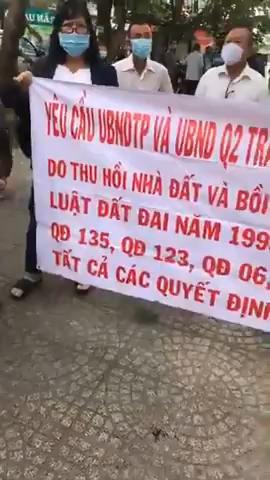 YÊU CẦU UBNDTP VÀ UBND Q2
DO THU HỒI NHÀ ĐẤT VÀ BỒI
LUẬT ĐẤT ĐAI NĂM 199
QĐ 135, QĐ 123, QĐ 06,
TẤT CẢ CÁC QUYẾT ĐỊNH